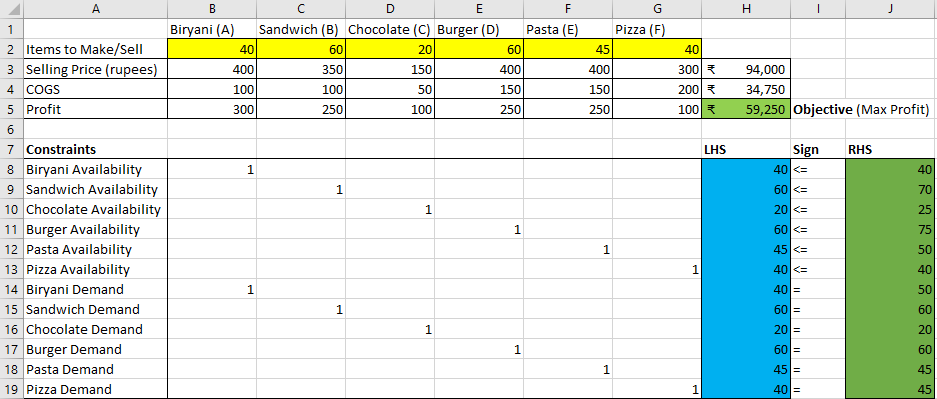 A B C D E F G H I J
1 Biryani (A) Sandwich (B) Chocolate (C) Burger (D) Pasta (E) Pizza (F)
2 Items to Make/Sell 40 60 20 60 45 40
3 Selling Price (rupees) 400 350 150 400 400 300 ₹ 94,000
4 COGS 100 100 50 150 150 200 ₹ 34,750
5 Profit 300 250 100 250 250 100 ₹ 59,250 Objective (Max Profit)
6
7 Constraints LHS Sign RHS
8 Biryani Availability 1 40 <= 40
9 Sandwich Availability 1 60 <= 70
10 Chocolate Availability 1 20 <= 25
11 Burger Availability 1 60 <= 75
12 Pasta Availability 1 45 <= 50
13 Pizza Availability 1 40 <= 40
14 Biryani Demand 1 40 = 50
15 Sandwich Demand 1 60 = 60
16 Chocolate Demand 1 20 = 20
17 Burger Demand 1 60 = 60
18 Pasta Demand 1 45 = 45
19 Pizza Demand 1 40 = 45